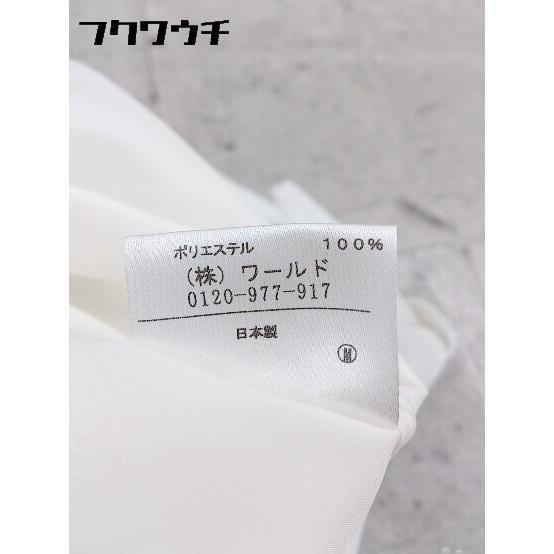 フクワウチ
ポリエステル 100%
(株) ワールド
0120-977-917
日本製
Ⓜ